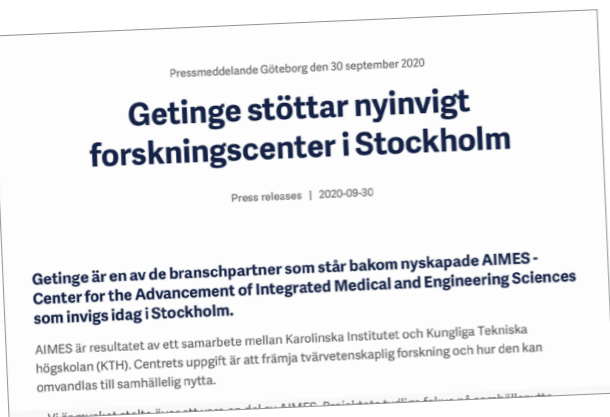 Pressmeddelande Göteborg den 30 september 2020
Getinge stöttar nyinvigt
forskningscenter i Stockholm
Press releases | 2020-09-30
Getinge är en av de branschpartner som står bakom nyskapade AIMES -
Center for the Advancement of Integrated Medical and Engineering Sciences
som invigs idag i Stockholm.
AIMES är resultatet av ett samarbete mellan Karolinska Institutet och Kungliga Tekniska
högskolan (KTH). Centrets uppgift är att främja tvärvetenskaplig forskning och hur den kan
omvandlas till samhällelig nytta.